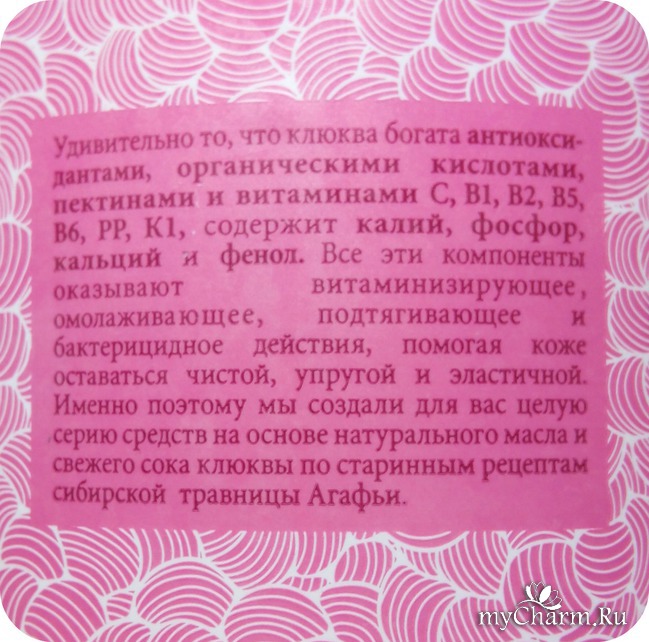 Удивительно то, что клюква богата антиокси-
дантами, органическими кислотами,
пектинами и витаминами С, В1, В2, В5,
В6, РР, К1, содержит калий, фосфор,
кальций и фенол. Все эти компоненты
оказывают витаминизирующее,
омолаживающее, подтягивающее и
бактерицидное действия, помогая коже
оставаться чистой, упругой и эластичной.
Именно поэтому мы создали для вас целую
серию средств на основе натурального масла и
свежего сока клюквы по старинным рецептам
сибирской травницы Агафьи.
myCharm.Ru